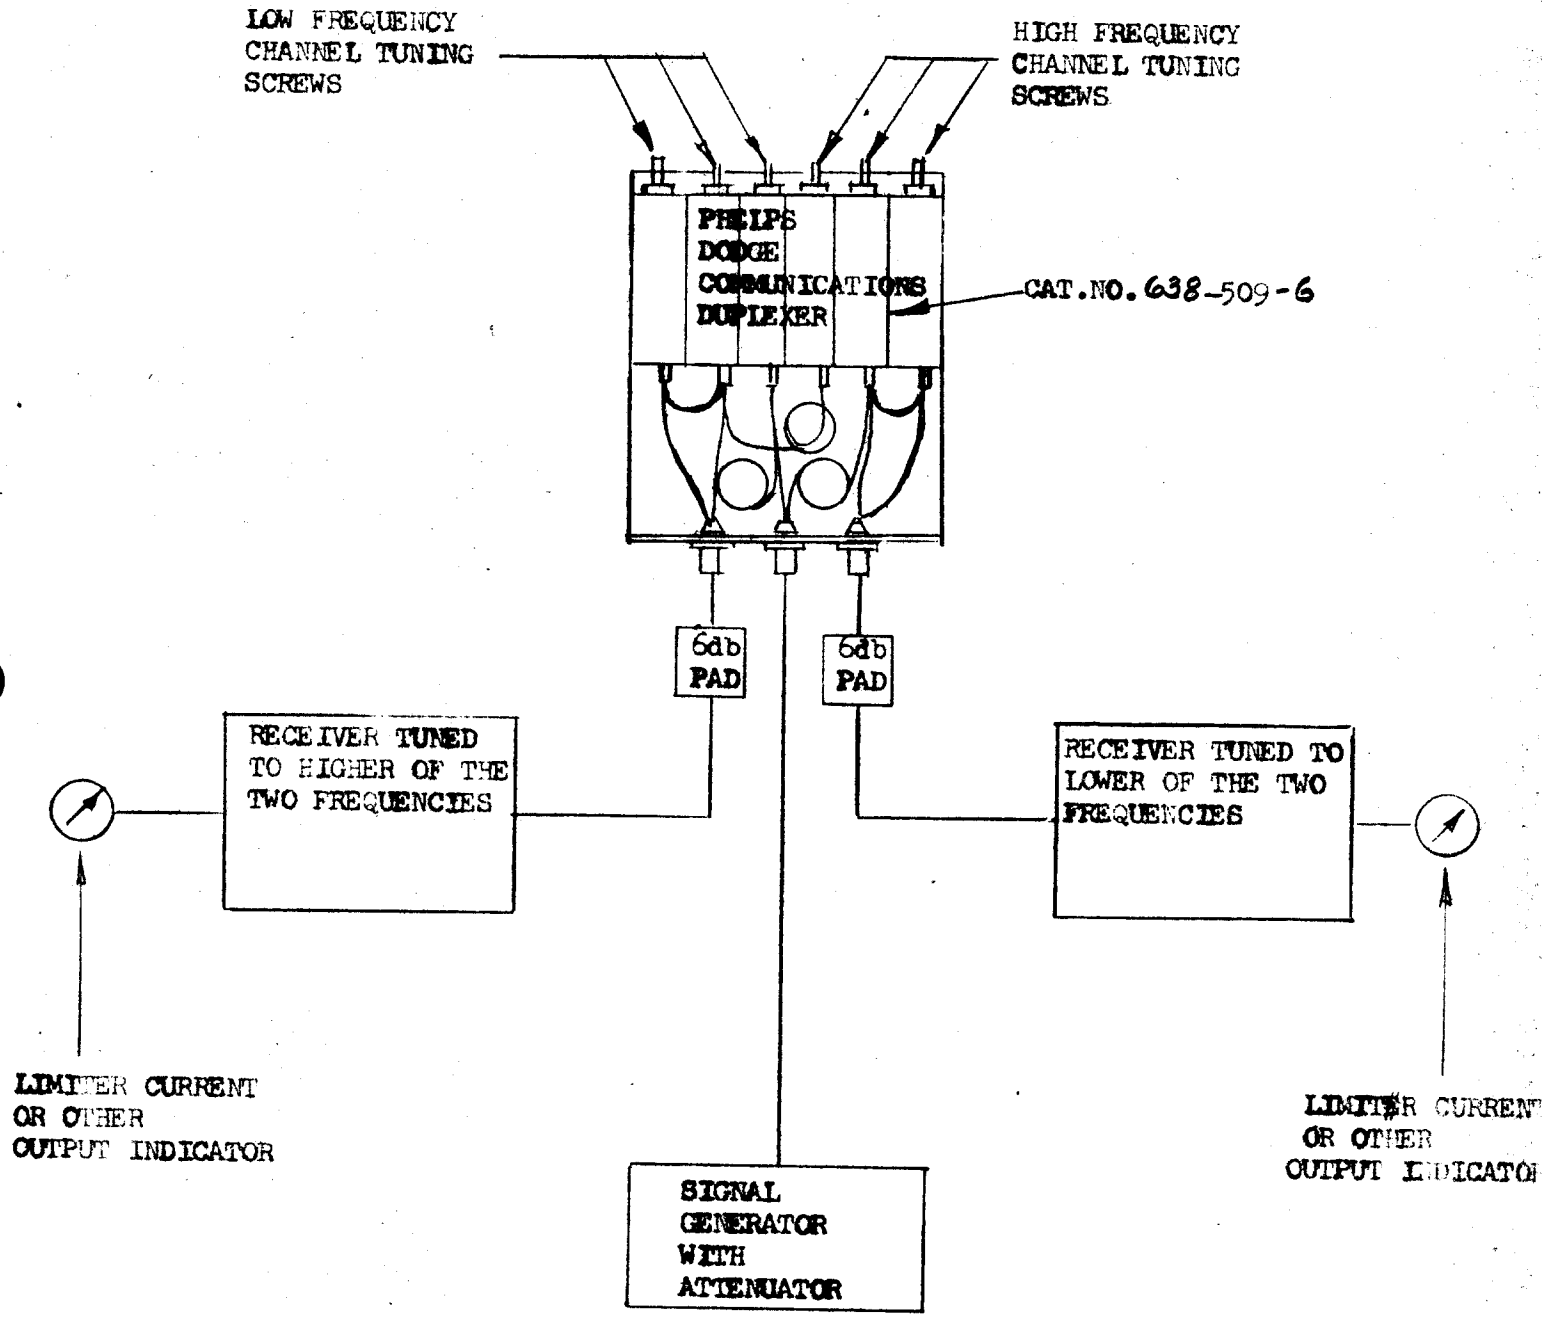 LOW FREQUENCY
CHANNEL TUNING
SCREWS
HIGH FREQUENCY
CHANNEL TUNING
SCREWS
PHELPS
DODGE
COMMUNICATIONS
DUPLEXER
CAT.NO. 638-509-6
6db
PAD
6db
PAD
RECEIVER TUNED
TO HIGHER OF THE
TWO FREQUENCIES
RECEIVER TUNED TO
LOWER OF THE TWO
FREQUENCIES
LIMITER CURRENT
OR OTHER
OUTPUT INDICATOR
LIMITER CURRENT
OR OTHER
OUTPUT INDICATOR
SIGNAL
GENERATOR
WITH
ATTENUATOR